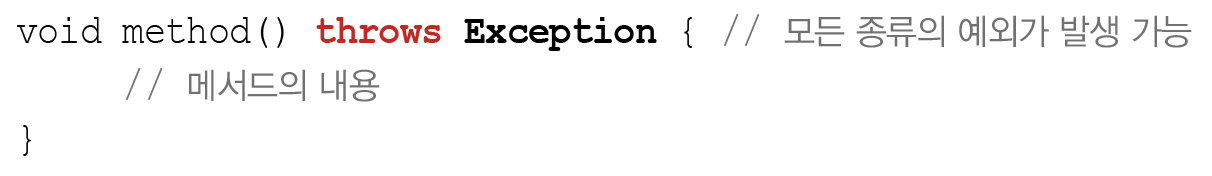 void method() throws Exception { // 모든 종류의 예외가 발생 가능
// 메서드의 내용
}